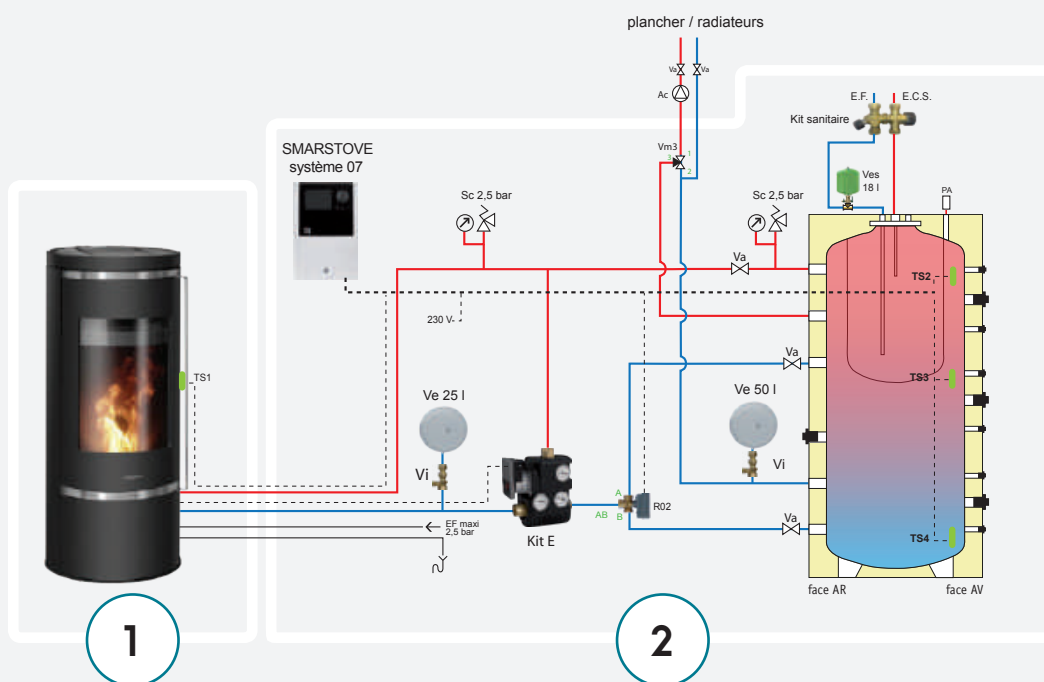 plancher / radiateurs
Va
Va
Ac
E.F.
E.C.S.
Kit sanitaire
SMARSTOVE
système 07
Vm3
3
1
2
Ves
18 l
PA
Sc 2,5 bar
Sc 2,5 bar
Va
TS2
230 V-
TS1
Va
TS3
Ve 25 l
Ve 50 l
Vi
Vi
A
AB
B
R02
Kit E
EF maxi
2,5 bar
Va
TS4
face AR
face AV
1
2